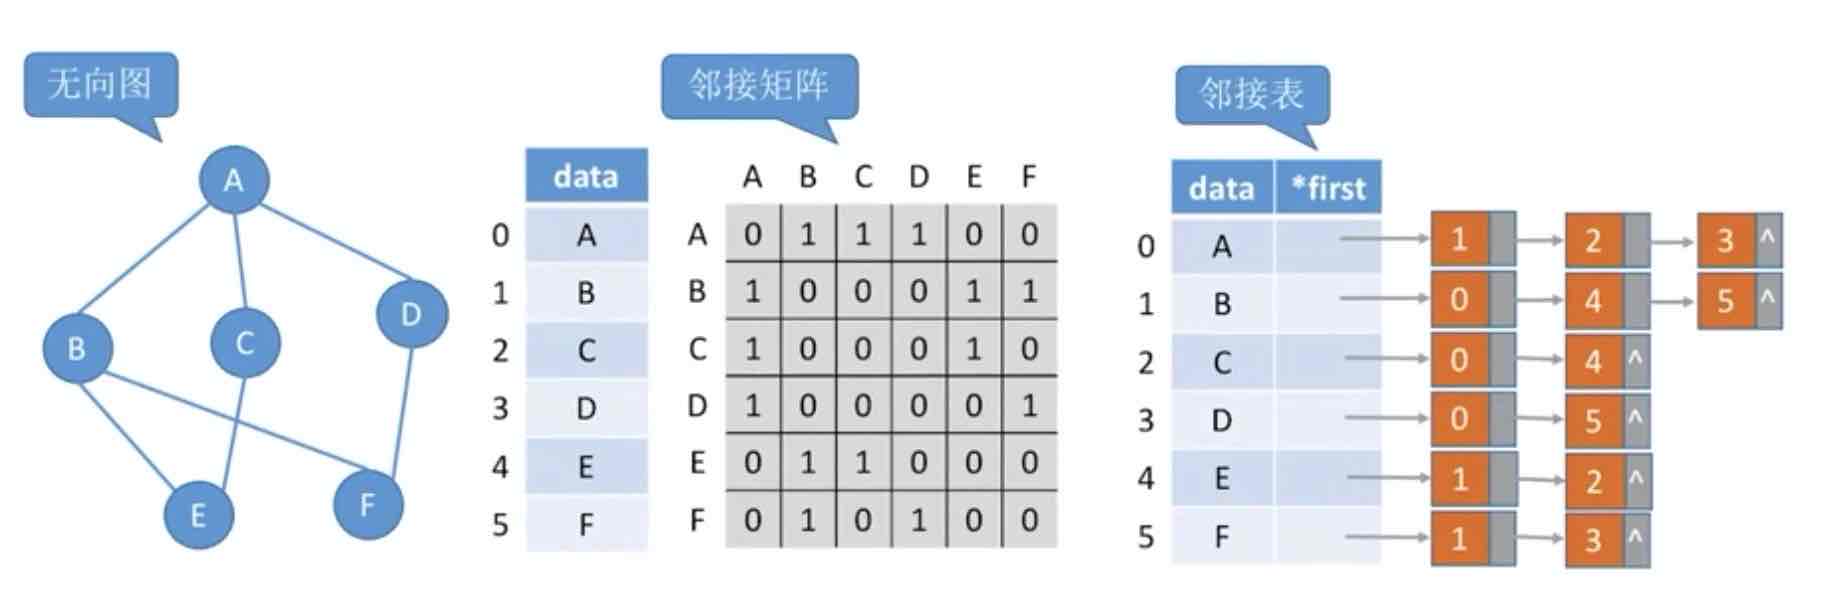 无向图
A
B
C
D
E
F
邻接矩阵
data
0 A
1 B
2 C
3 D
4 E
5 F
A B C D E F
A 0 1 1 1 0 0
B 1 0 0 0 1 1
C 1 0 0 0 1 0
D 1 0 0 0 0 1
E 0 1 1 0 0 0
F 0 1 0 1 0 0
邻接表
data *first
0 A 1 2 3 ^
1 B 0 4 5 ^
2 C 0 4 ^
3 D 0 5 ^
4 E 1 2 ^
5 F 1 3 ^